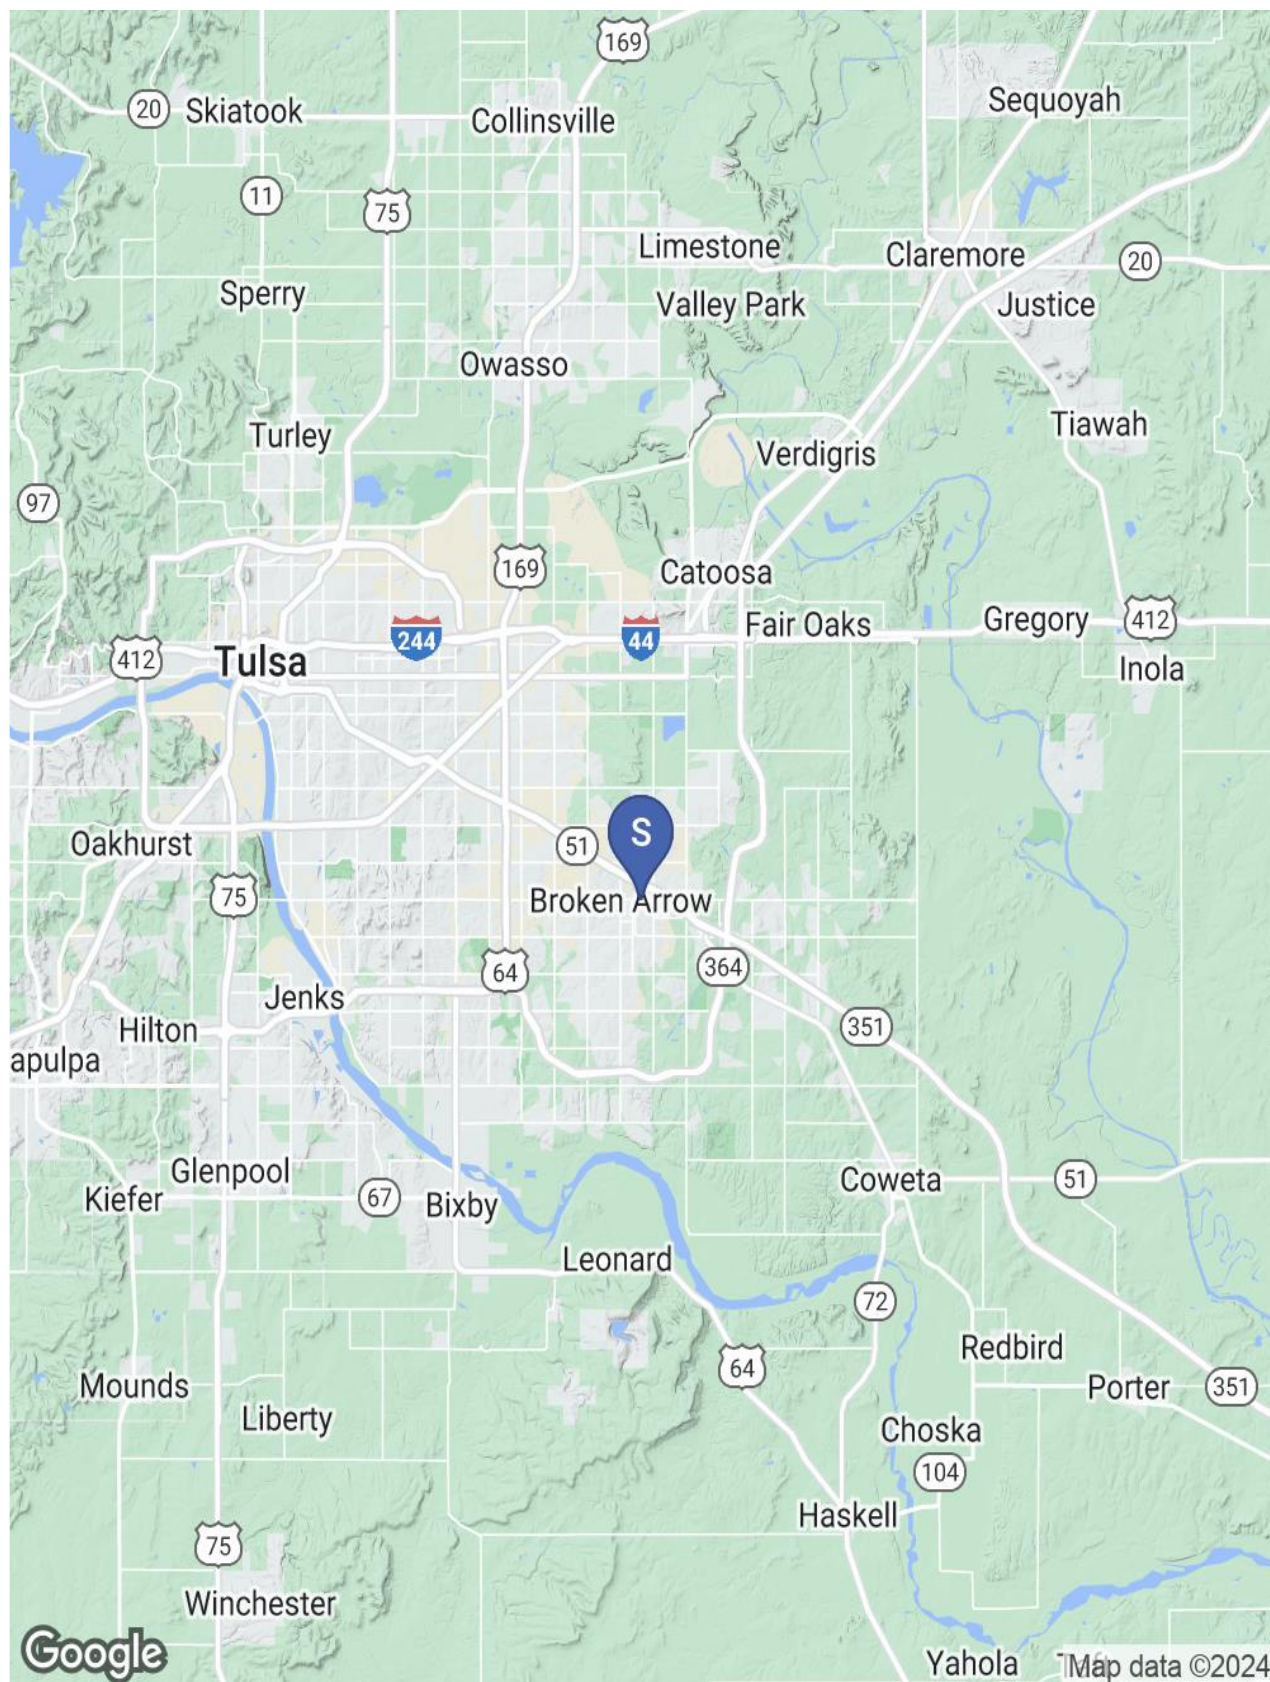 169
Sequoyah
20
Skiatook
Collinsville
11
75
Limestone
Claremore
20
Sperry
Valley Park
Justice
Owasso
Turley
Tiawah
Verdigris
97
169
Catoosa
244
44
Fair Oaks
Gregory
412
412
Tulsa
Inola
S
Oakhurst
51
75
Broken Arrow
64
364
Jenks
Hilton
351
apulpa
Glenpool
Coweta
51
Kiefer
67
Bixby
Leonard
72
Redbird
64
Mounds
Porter
351
Liberty
Choska
104
Haskell
75
Winchester
Google
Yahola
Map data ©2024